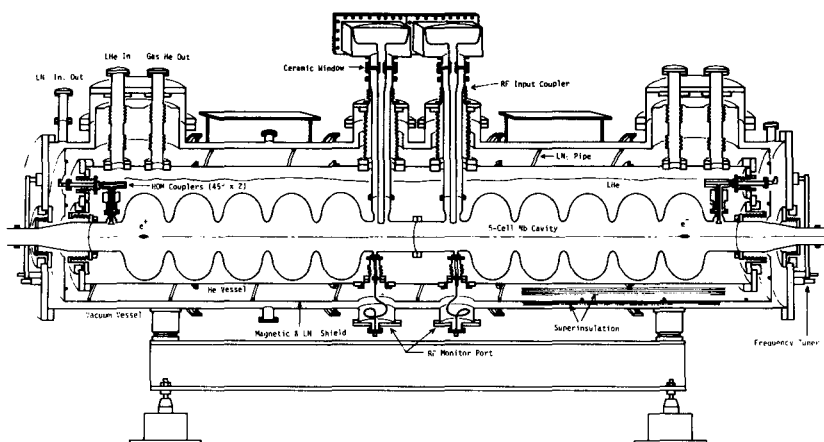 LHe In
Gas He Out
LN In. Out
Ceramic Window
RF Input Coupler
LN₂ Pipe
HOM Couplers (45° x 2)
LHe
e⁺
5-Cell Nb Cavity
e⁻
He Vessel
Vacuum Vessel
Magnetic & LN Shield
Superinsulation
RF Monitor Port
Frequency Tuner